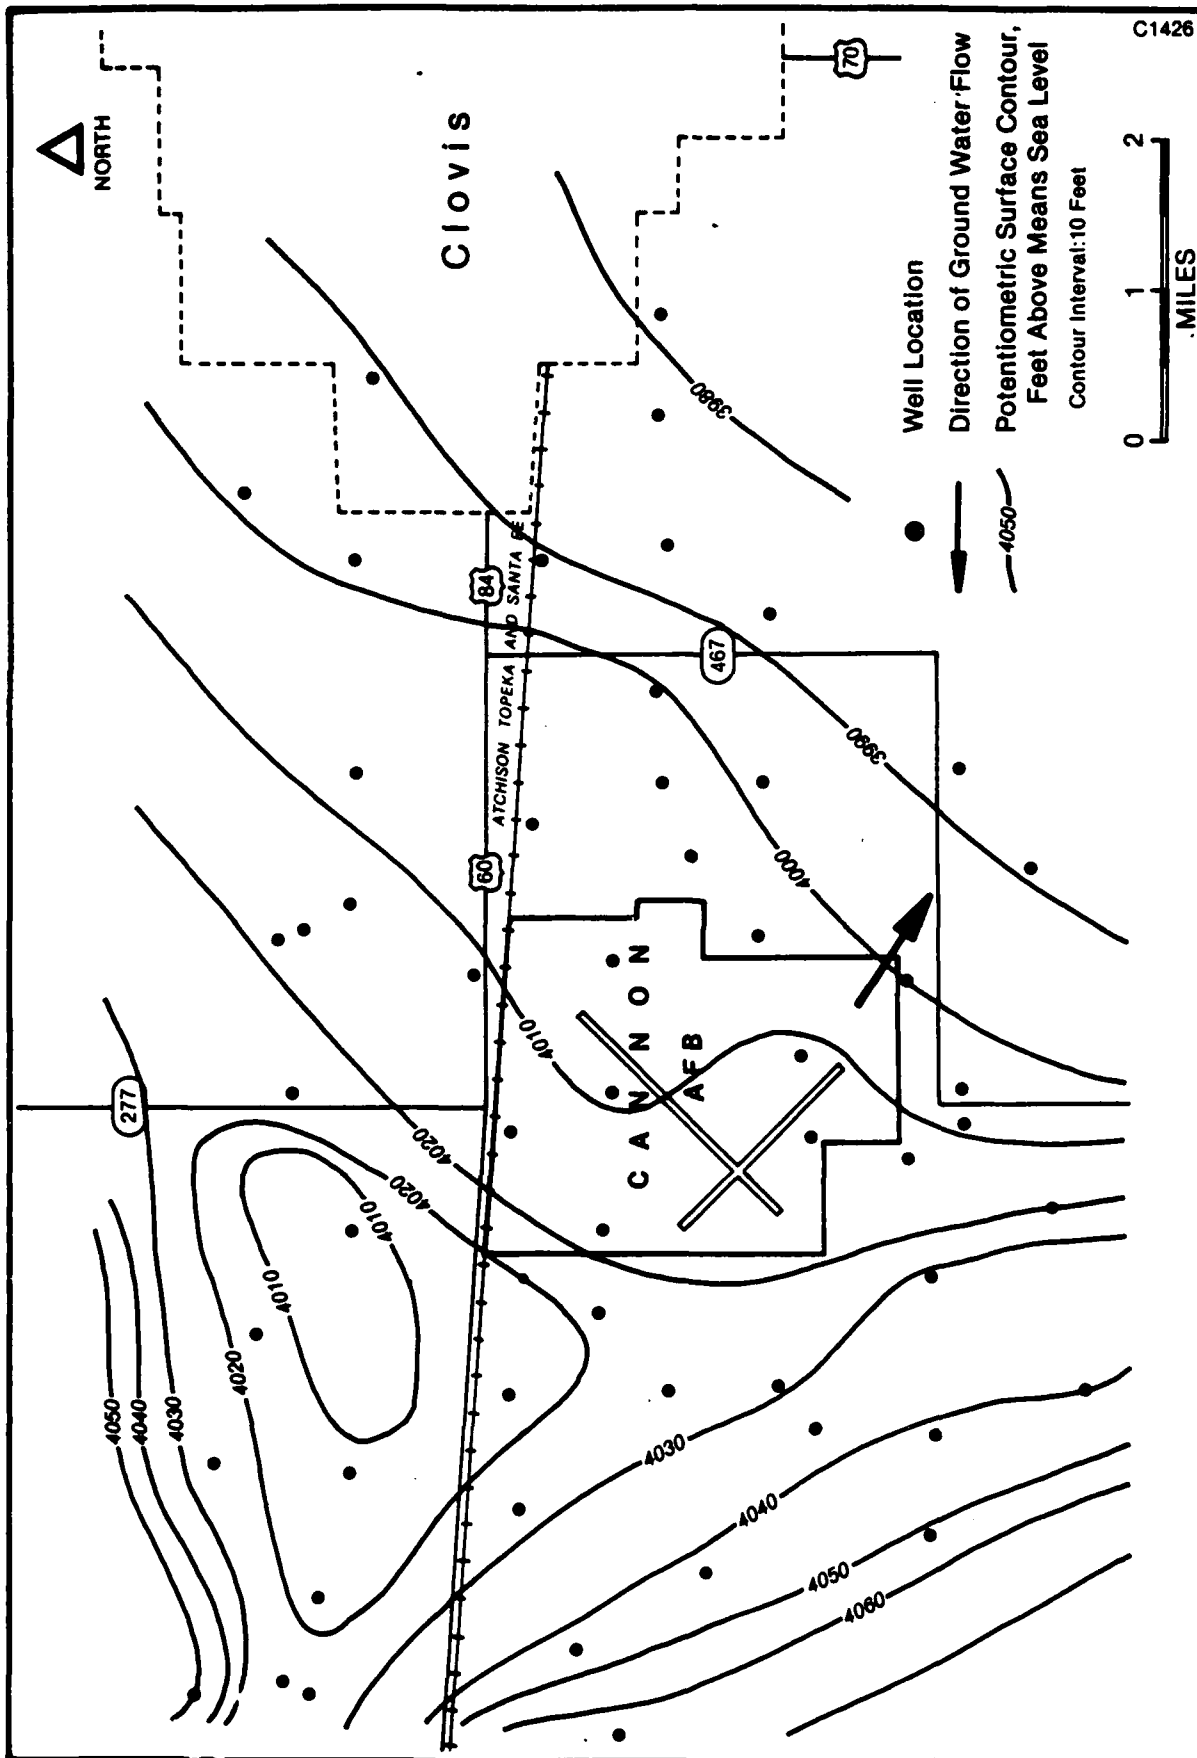 C1426
NORTH
Clovis
70
277
84
60
467
ATCHISON TOPEKA AND SANTA FE
CANNON
AFB
4050
4040
4030
4020
4010
4010
4020
4020
4010
4000
3990
3980
4030
4040
4050
4060
Well Location
Direction of Ground Water Flow
4050
Potentiometric Surface Contour,
Feet Above Means Sea Level
Contour Interval:10 Feet
0 1 2
MILES